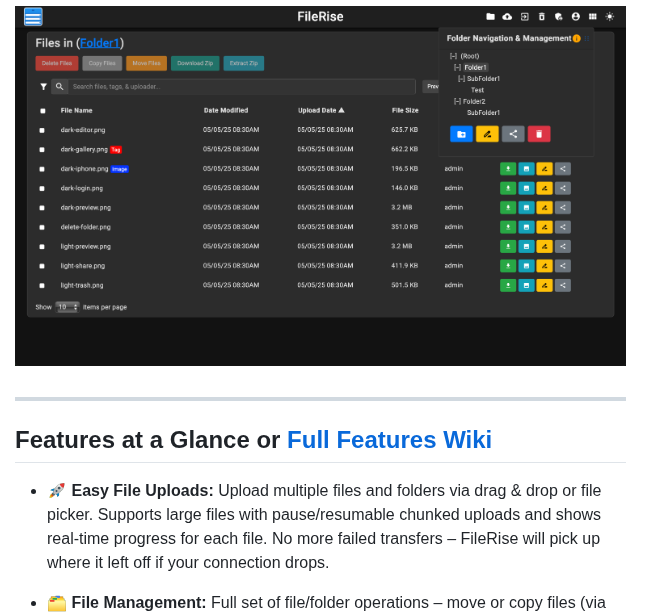 FileRise
Files in (Folder1)
Folder Navigation & Management
Delete Files Copy Files Move Files Download Zip Extract Zip
[-] (Root)
[-] Folder1
[-] SubFolder1
Test
[-] Folder2
SubFolder1
Search files, tags, & uploader...
Prev
File Name Date Modified Upload Date ▲ File Size
dark-editor.png 05/05/25 08:30AM 05/05/25 08:30AM 625.7 KB
dark-gallery.png Tag 05/05/25 08:30AM 05/05/25 08:30AM 662.2 KB
dark-iphone.png Image 05/05/25 08:30AM 05/05/25 08:30AM 196.5 KB admin
dark-login.png 05/05/25 08:30AM 05/05/25 08:30AM 146.0 KB admin
dark-preview.png 05/05/25 08:30AM 05/05/25 08:30AM 3.2 MB admin
delete-folder.png 05/05/25 08:30AM 05/05/25 08:30AM 351.0 KB admin
light-preview.png 05/05/25 08:30AM 05/05/25 08:30AM 3.2 MB admin
light-share.png 05/05/25 08:30AM 05/05/25 08:30AM 411.9 KB admin
light-trash.png 05/05/25 08:30AM 05/05/25 08:30AM 501.5 KB admin
Show 10 items per page
Features at a Glance or Full Features Wiki
• 🚀 Easy File Uploads: Upload multiple files and folders via drag & drop or file
picker. Supports large files with pause/resumable chunked uploads and shows
real-time progress for each file. No more failed transfers – FileRise will pick up
where it left off if your connection drops.
• 🗂️ File Management: Full set of file/folder operations – move or copy files (via